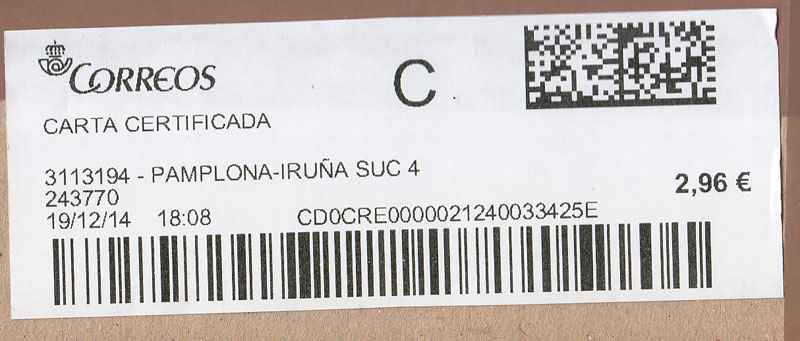 CORREOS
C
CARTA CERTIFICADA
3113194 - PAMPLONA-IRUÑA SUC 4
243770
2,96 €
19/12/14 18:08 CD0CRE0000021240033425E